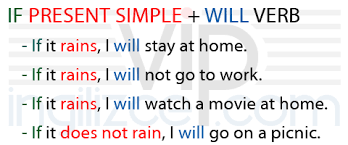 IF PRESENT SIMPLE + WILL VERB
- If it rains, I will stay at home.
- If it rains, I will not go to work.
- If it rains, I will watch a movie at home.
- If it does not rain, I will go on a picnic.